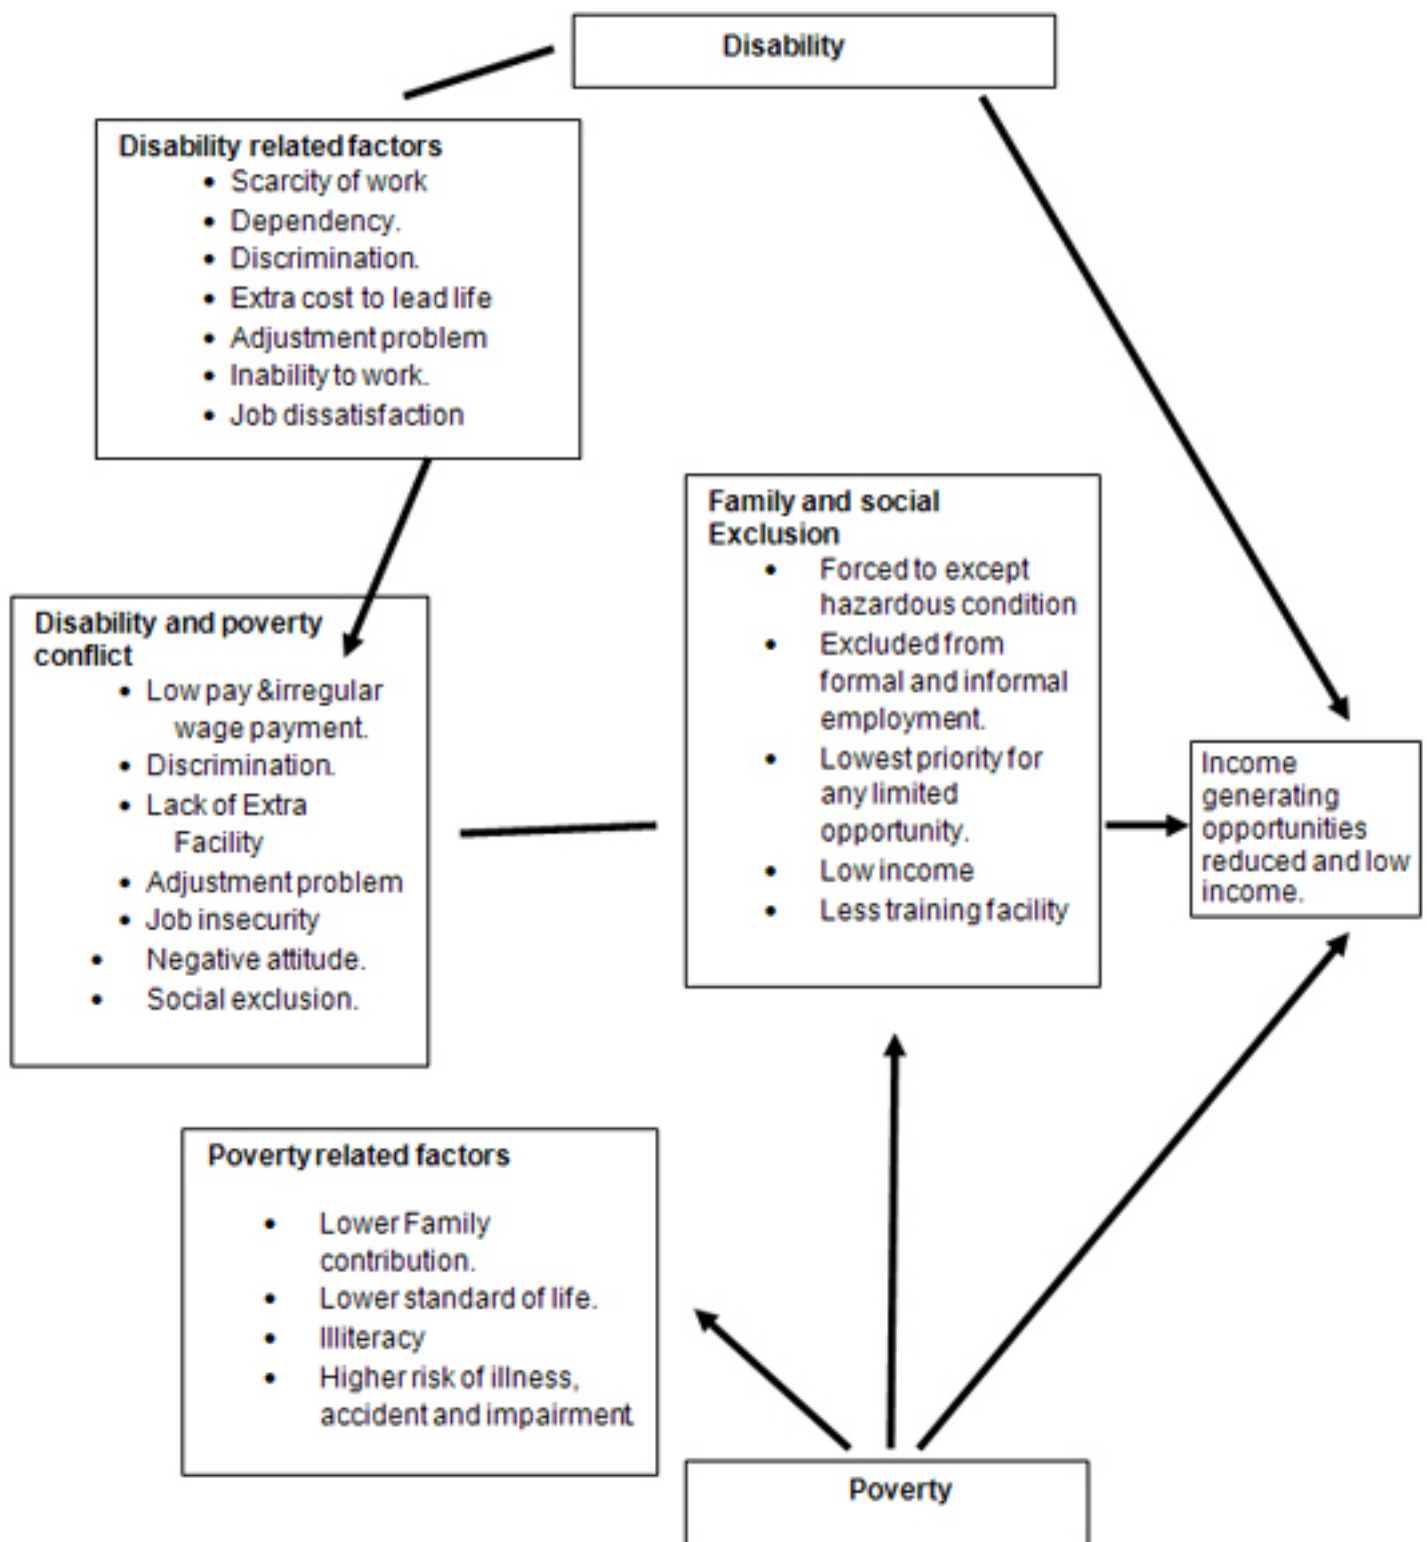 Disability
Disability related factors
• Scarcity of work
• Dependency.
• Discrimination.
• Extra cost to lead life
• Adjustment problem
• Inability to work.
• Job dissatisfaction
Family and social
Exclusion
• Forced to except
hazardous condition
• Excluded from
formal and informal
employment.
• Lowest priority for
any limited
opportunity.
• Low income
• Less training facility
Disability and poverty
conflict
• Low pay &irregular
wage payment.
• Discrimination.
• Lack of Extra
Facility
• Adjustment problem
• Job insecurity
• Negative attitude.
• Social exclusion.
Income
generating
opportunities
reduced and low
income.
Poverty related factors
• Lower Family
contribution.
• Lower standard of life.
• Illiteracy
• Higher risk of illness,
accident and impairment
Poverty